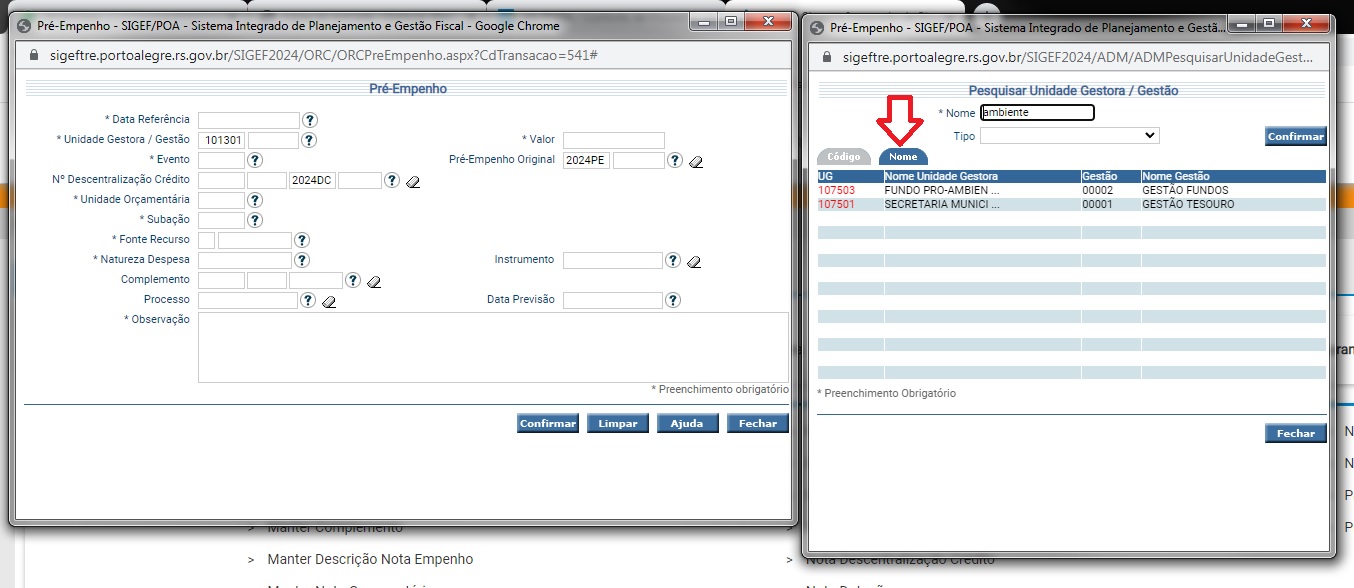 Pré-Empenho - SIGEF/POA - Sistema Integrado de Planejamento e Gestão Fiscal - Google Chrome
sigeftre.portoalegre.rs.gov.br/SIGEF2024/ORC/ORCPreEmpenho.aspx?CdTransacao=541#
Pré-Empenho
* Data Referência ?
* Unidade Gestora / Gestão 101301 ? * Valor
* Evento ? Pré-Empenho Original 2024PE ?
Nº Descentralização Crédito 2024DC ?
* Unidade Orçamentária ?
* Subação ?
* Fonte Recurso ?
* Natureza Despesa ? Instrumento ?
Complemento ?
Processo ? Data Previsão ?
* Observação
* Preenchimento obrigatório
Confirmar Limpar Ajuda Fechar
Pré-Empenho - SIGEF/POA - Sistema Integrado de Planejamento e Gestã...
sigeftre.portoalegre.rs.gov.br/SIGEF2024/ADM/ADMPesquisarUnidadeGest...
Pesquisar Unidade Gestora / Gestão
* Nome ambiente
Tipo Confirmar
Código Nome
UG Nome Unidade Gestora Gestão Nome Gestão
107503 FUNDO PRO-AMBIEN ... 00002 GESTÃO FUNDOS
107501 SECRETARIA MUNICI ... 00001 GESTÃO TESOURO
* Preenchimento Obrigatório
Fechar
> Manter Complemento
> Manter Descrição Nota Empenho
> Nota Descentralização Crédito
N
N
P
P